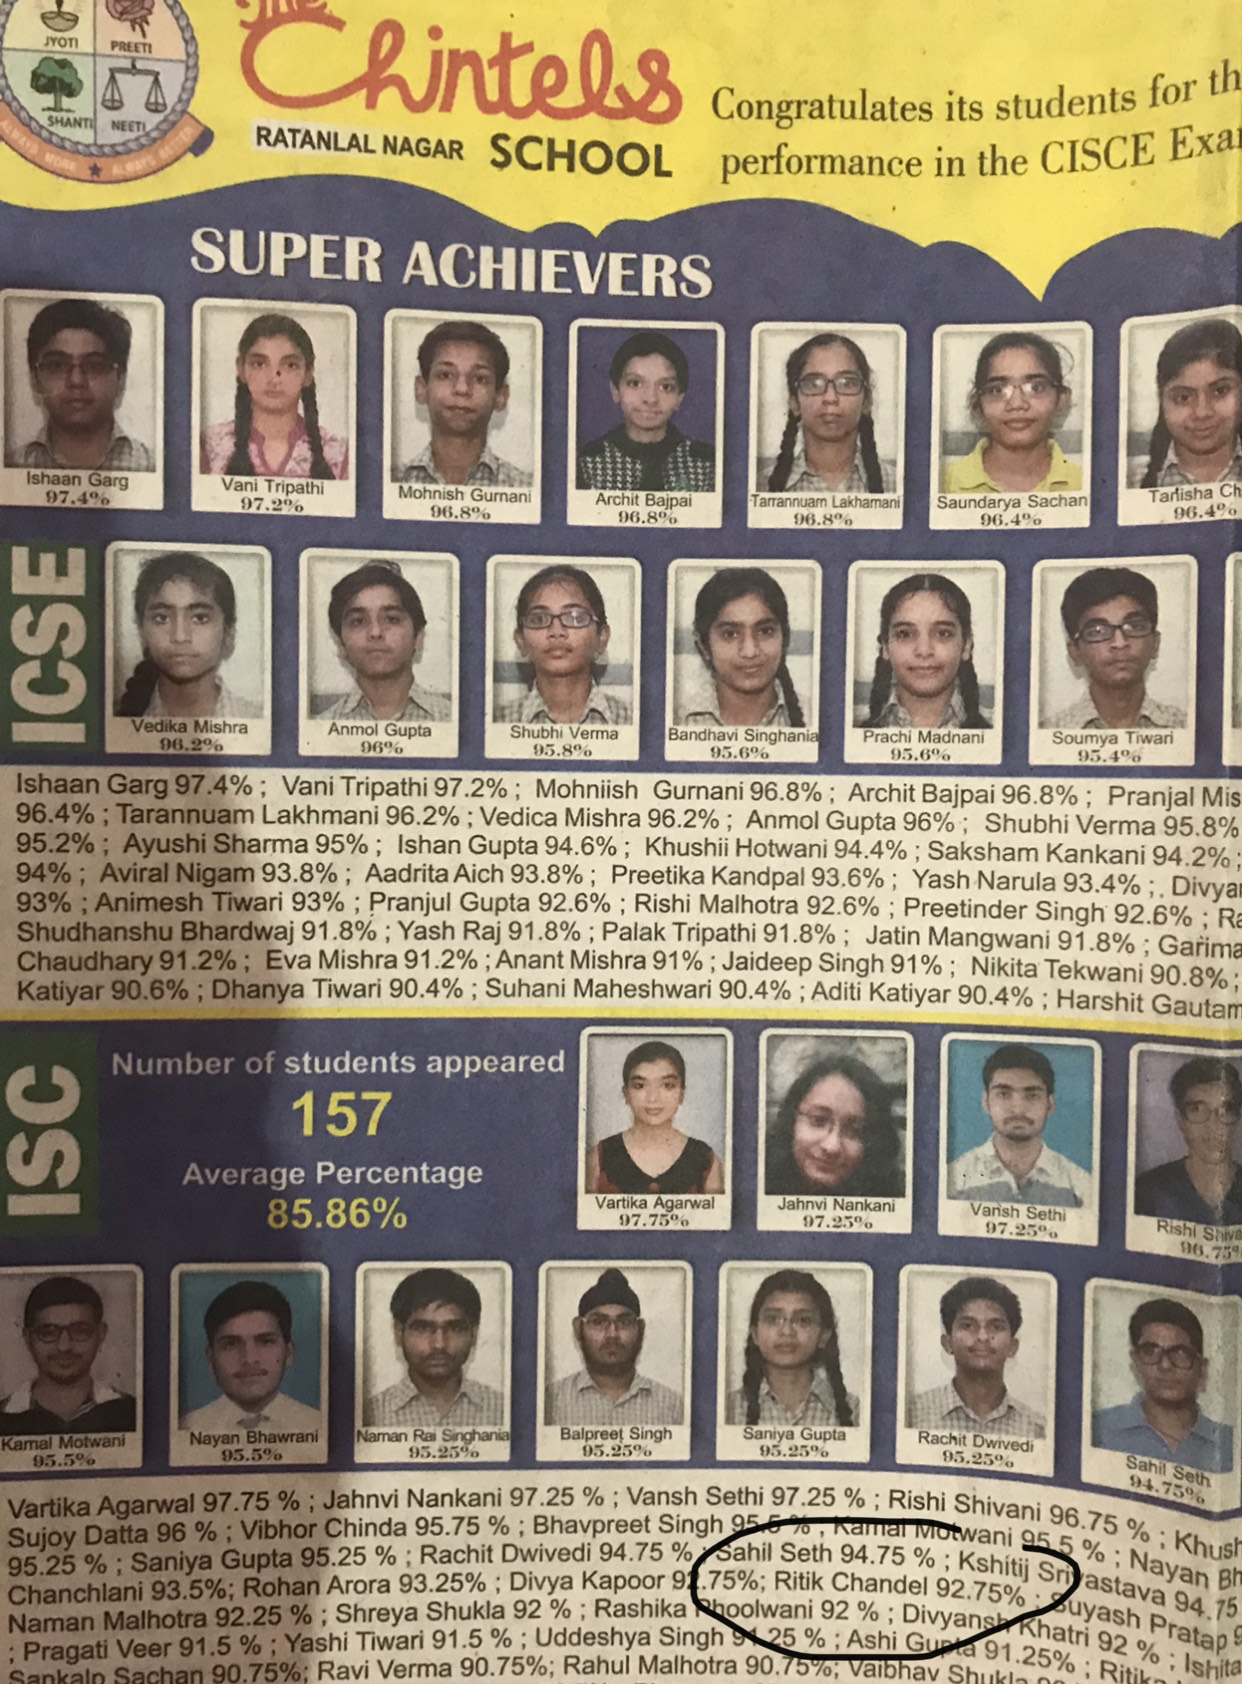 The
JYOTI PREETI
SHANTI NEETI
ALWAYS MORE ★ ALWAYS BETTER
Chintels
RATANLAL NAGAR SCHOOL
Congratulates its students for th
performance in the CISCE Exa
SUPER ACHIEVERS
Ishaan Garg
97.4%
Vani Tripathi
97.2%
Mohnish Gurnani
96.8%
Archit Bajpai
96.8%
Tarrannuam Lakhamani
96.8%
Saundarya Sachan
96.4%
Tanisha Ch
96.4%
ICSE
Vedika Mishra
96.2%
Anmol Gupta
96%
Shubhi Verma
95.8%
Bandhavi Singhania
95.6%
Prachi Madnani
95.6%
Soumya Tiwari
95.4%
Ishaan Garg 97.4% ; Vani Tripathi 97.2% ; Mohniish Gurnani 96.8% ; Archit Bajpai 96.8% ; Pranjal Mis
96.4% ; Tarannuam Lakhmani 96.2% ; Vedica Mishra 96.2% ; Anmol Gupta 96% ; Shubhi Verma 95.8%
95.2% ; Ayushi Sharma 95% ; Ishan Gupta 94.6% ; Khushii Hotwani 94.4% ; Saksham Kankani 94.2% ;
94% ; Aviral Nigam 93.8% ; Aadrita Aich 93.8% ; Preetika Kandpal 93.6% ; Yash Narula 93.4% ; . Divya
93% ; Animesh Tiwari 93% ; Pranjul Gupta 92.6% ; Rishi Malhotra 92.6% ; Preetinder Singh 92.6% ; Ra
Shudhanshu Bhardwaj 91.8% ; Yash Raj 91.8% ; Palak Tripathi 91.8% ; Jatin Mangwani 91.8% ; Garima
Chaudhary 91.2% ; Eva Mishra 91.2% ; Anant Mishra 91% ; Jaideep Singh 91% ; Nikita Tekwani 90.8% ;
Katiyar 90.6% ; Dhanya Tiwari 90.4% ; Suhani Maheshwari 90.4% ; Aditi Katiyar 90.4% ; Harshit Gautam
ISC
Number of students appeared
157
Average Percentage
85.86%
Vartika Agarwal
97.75%
Jahnvi Nankani
97.25%
Vansh Sethi
97.25%
Rishi Shiva
96.75%
Kamal Motwani
95.5%
Nayan Bhawrani
95.5%
Naman Rai Singhania
95.25%
Balpreet Singh
95.25%
Saniya Gupta
95.25%
Rachit Dwivedi
95.25%
Sahil Seth
94.75%
Vartika Agarwal 97.75 % ; Jahnvi Nankani 97.25 % ; Vansh Sethi 97.25 % ; Rishi Shivani 96.75 % ; Khush
Sujoy Datta 96 % ; Vibhor Chinda 95.75 % ; Bhavpreet Singh 95.5 % ; Kamal Motwani 95.5 % ; Nayan Bh
95.25 % ; Saniya Gupta 95.25 % ; Rachit Dwivedi 94.75 % ; Sahil Seth 94.75 % ; Kshitij Srivastava 94.75
Chanchlani 93.5%; Rohan Arora 93.25% ; Divya Kapoor 92.75%; Ritik Chandel 92.75% ; Suyash Pratap 9
Naman Malhotra 92.25 % ; Shreya Shukla 92 % ; Rashika Bhoolwani 92 % ; Divyansh Khatri 92 % ; Ishita
; Pragati Veer 91.5 % ; Yashi Tiwari 91.5 % ; Uddeshya Singh 91.25 % ; Ashi Gupta 91.25% ; Ritika
Sankalp Sachan 90.75%; Ravi Verma 90.75%; Rahul Malhotra 90.75%; Vaibhav Shukla